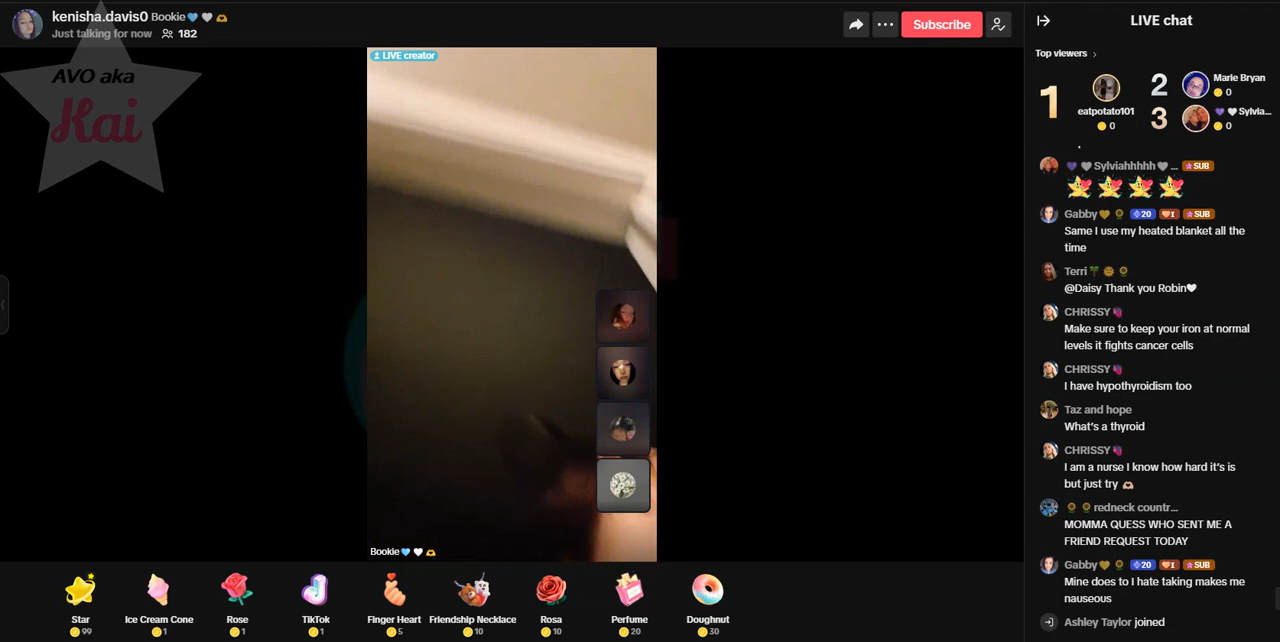 kenisha.davis0 Bookie
Just talking for now 182
Subscribe
AVO aka
Kai
LIVE creator
Bookie
LIVE chat
Top viewers
1
eatpotato101
0
2
Marie Bryan
0
3
Sylvia...
0
Sylviahhhhh ... SUB
Gabby 20 I SUB
Same I use my heated blanket all the
time
Terri
@Daisy Thank you Robin
CHRISSY
Make sure to keep your iron at normal
levels it fights cancer cells
CHRISSY
I have hypothyroidism too
Taz and hope
What's a thyroid
CHRISSY
I am a nurse I know how hard it's is
but just try
redneck countr...
MOMMA QUESS WHO SENT ME A
FRIEND REQUEST TODAY
Gabby 20 I SUB
Mine does to I hate taking makes me
nauseous
Ashley Taylor joined
Star
99
Ice Cream Cone
1
Rose
1
TikTok
1
Finger Heart
5
Friendship Necklace
10
Rosa
10
Perfume
20
Doughnut
30